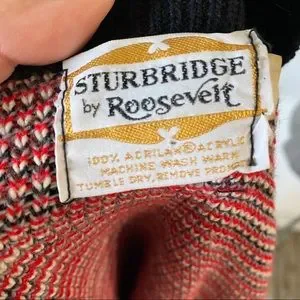 STURBRIDGE
by Roosevelt
100% ACRILAN® ACRYLIC
MACHINE WASH WARM
TUMBLE DRY, REMOVE PROMPTLY